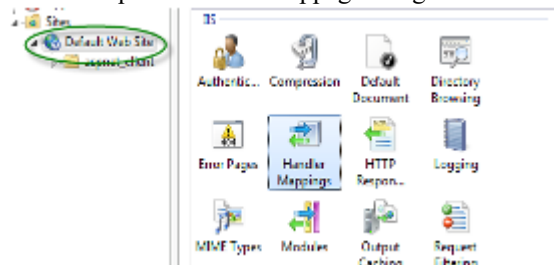 Sites
Default Web Site
aspnet_client
IIS
Authentic... Compression Default Document Directory Browsing
Error Pages Handler Mappings HTTP Respon... Logging
MIME Types Modules Output Caching Request Filtering